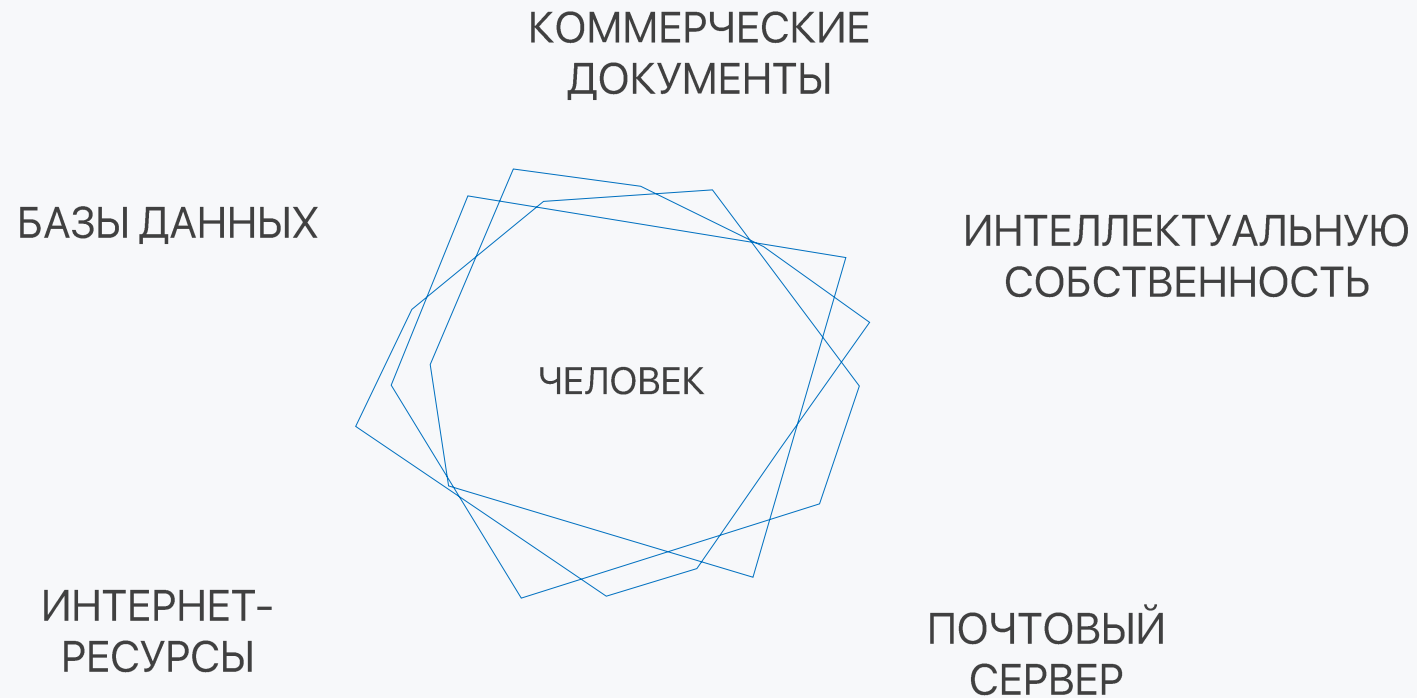 КОММЕРЧЕСКИЕ
ДОКУМЕНТЫ
БАЗЫ ДАННЫХ
ИНТЕЛЛЕКТУАЛЬНУЮ
СОБСТВЕННОСТЬ
ЧЕЛОВЕК
ИНТЕРНЕТ-
РЕСУРСЫ
ПОЧТОВЫЙ
СЕРВЕР